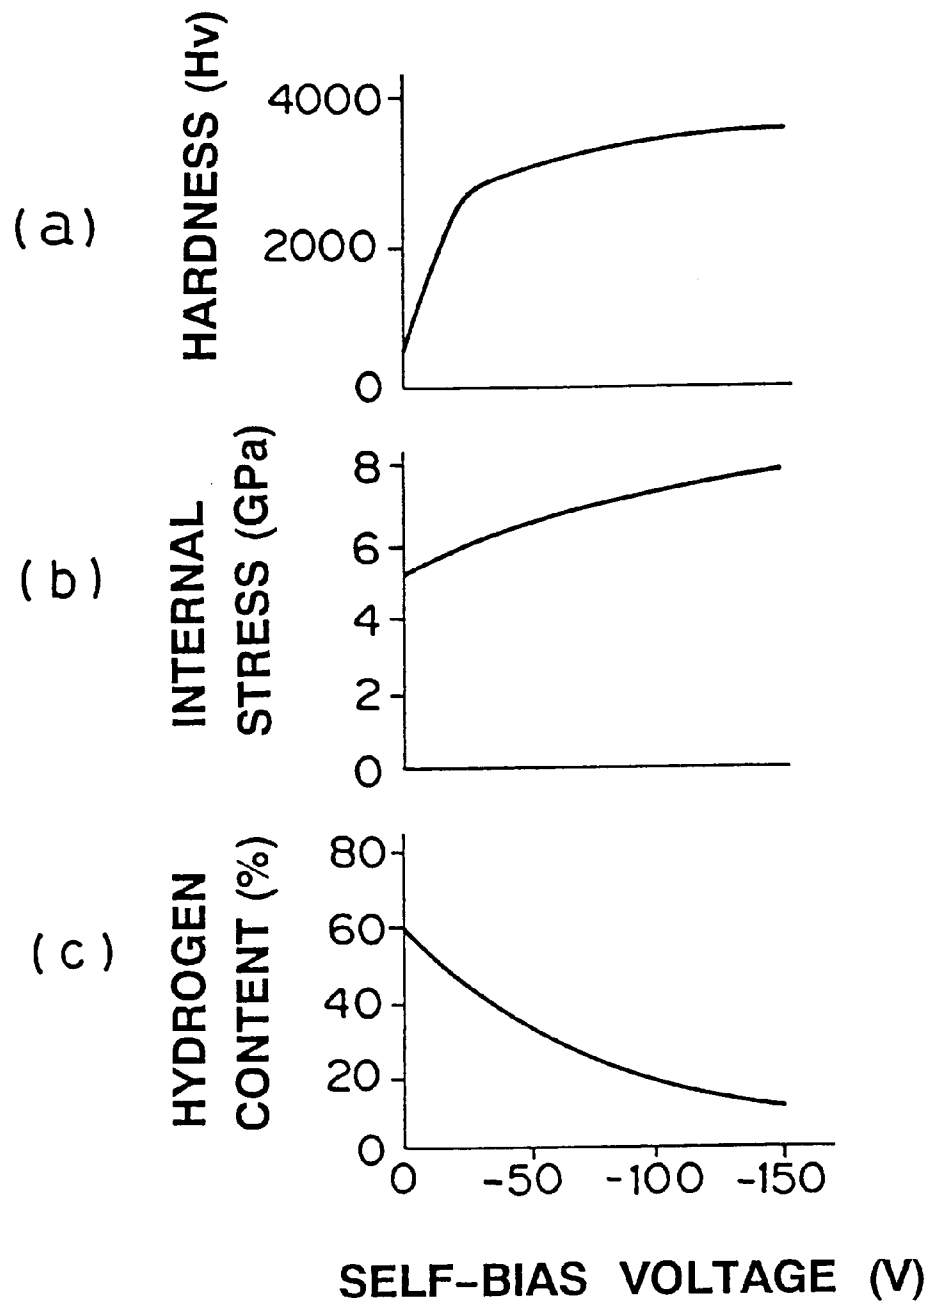 (a)
HARDNESS (Hv)
4000
2000
0
(b)
INTERNAL
STRESS (GPa)
8
6
4
2
0
(c)
HYDROGEN
CONTENT (%)
80
60
40
20
0
0 -50 -100 -150
SELF-BIAS VOLTAGE (V)